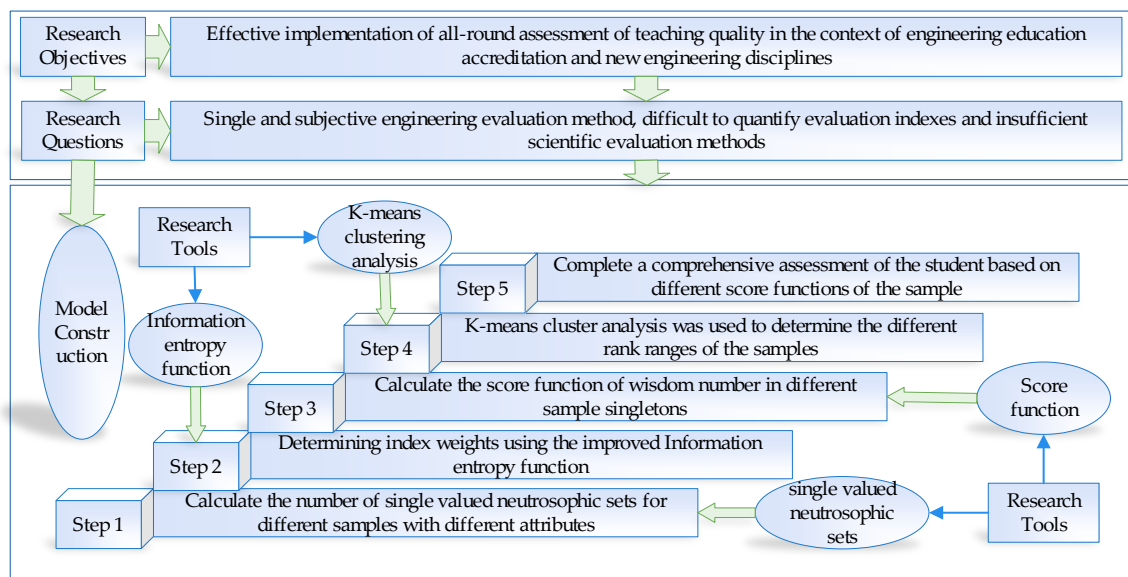 Research
Objectives
Effective implementation of all-round assessment of teaching quality in the context of engineering education
accreditation and new engineering disciplines
Research
Questions
Single and subjective engineering evaluation method, difficult to quantify evaluation indexes and insufficient
scientific evaluation methods
Model
Constr
uction
Research
Tools
K-means
clustering
analysis
Information
entropy
function
Step 5
Complete a comprehensive assessment of the student based on
different score functions of the sample
Step 4
K-means cluster analysis was used to determine the different
rank ranges of the samples
Step 3
Calculate the score function of wisdom number in different
sample singletons
Score
function
Step 2
Determining index weights using the improved Information
entropy function
Step 1
Calculate the number of single valued neutrosophic sets for
different samples with different attributes
single valued
neutrosophic
sets
Research
Tools